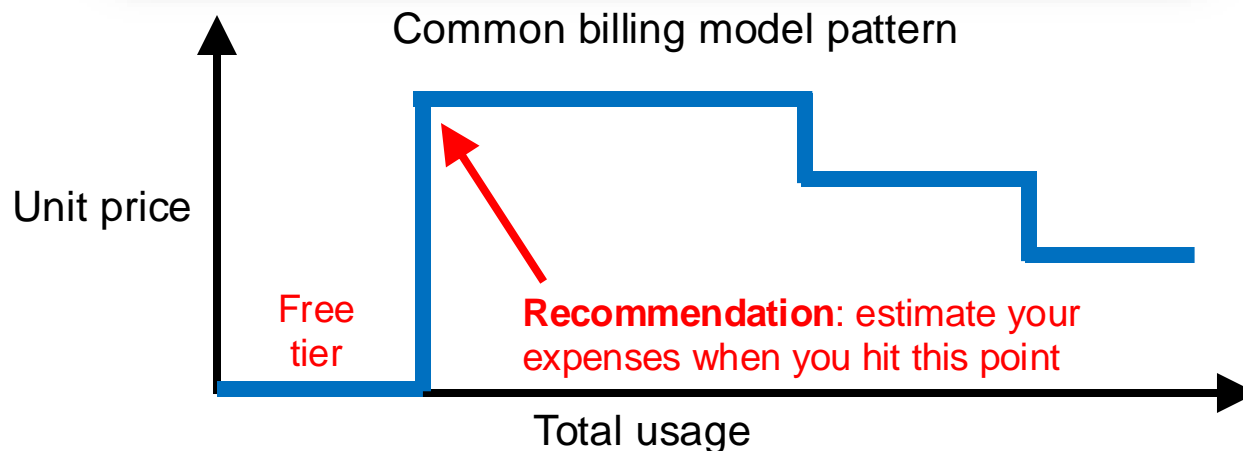 Common billing model pattern
Unit price
Free
tier
Recommendation: estimate your
expenses when you hit this point
Total usage